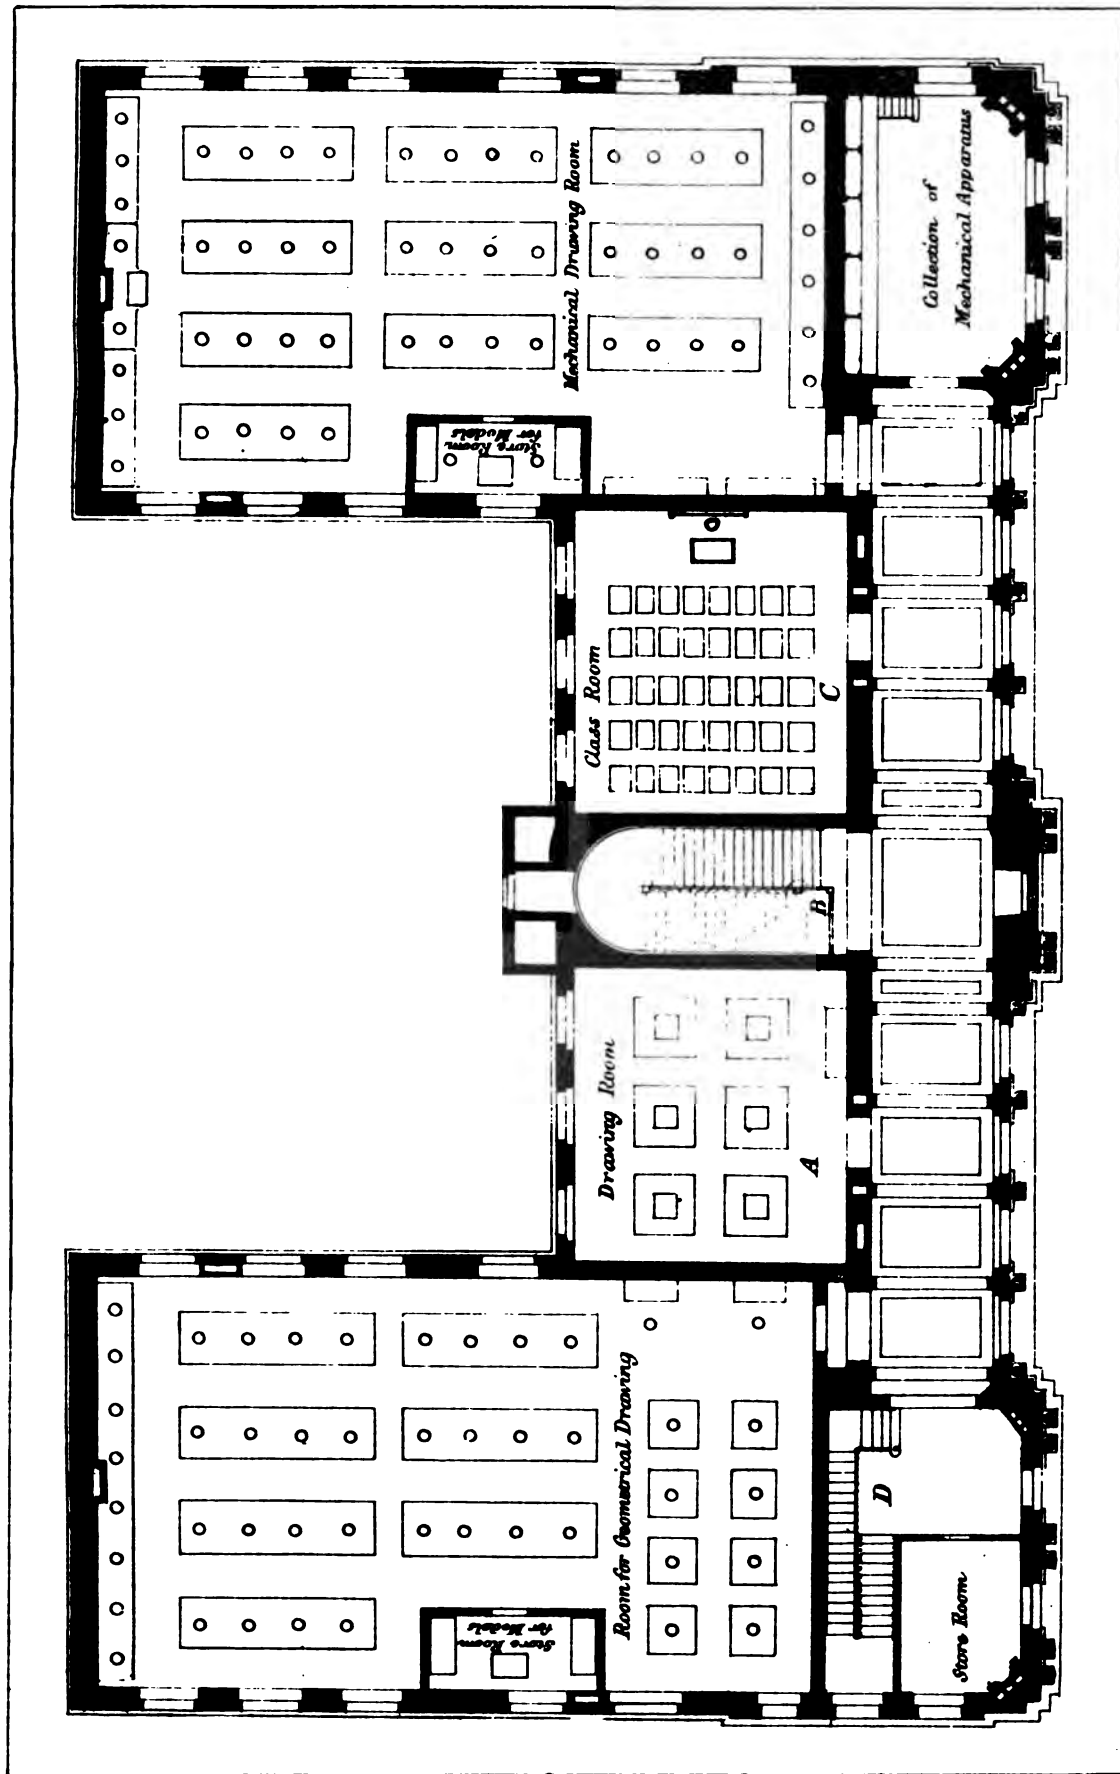 Mechanical Drawing Room
Collection of
Mechanical Apparatus
Store Room
for Models
Class Room
C
B
Drawing Room
A
Room for Geometrical Drawing
D
Store Room
for Models
Store Room